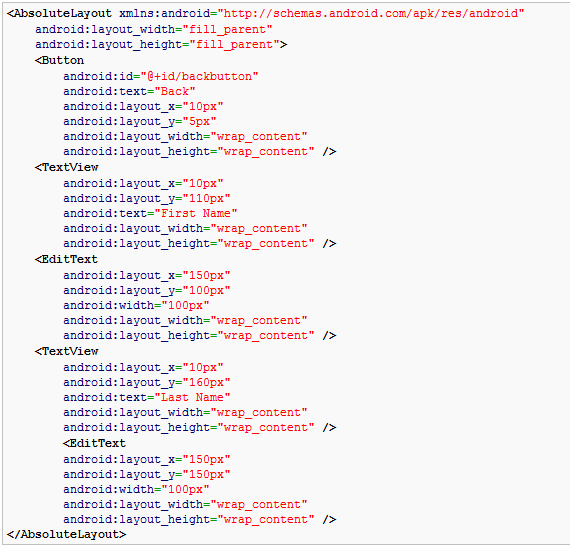 <AbsoluteLayout xmlns:android="http://schemas.android.com/apk/res/android"
    android:layout_width="fill_parent"
    android:layout_height="fill_parent">
    <Button
        android:id="@+id/backbutton"
        android:text="Back"
        android:layout_x="10px"
        android:layout_y="5px"
        android:layout_width="wrap_content"
        android:layout_height="wrap_content" />
    <TextView
        android:layout_x="10px"
        android:layout_y="110px"
        android:text="First Name"
        android:layout_width="wrap_content"
        android:layout_height="wrap_content" />
    <EditText
        android:layout_x="150px"
        android:layout_y="100px"
        android:width="100px"
        android:layout_width="wrap_content"
        android:layout_height="wrap_content" />
    <TextView
        android:layout_x="10px"
        android:layout_y="160px"
        android:text="Last Name"
        android:layout_width="wrap_content"
        android:layout_height="wrap_content" />
        <EditText
        android:layout_x="150px"
        android:layout_y="150px"
        android:width="100px"
        android:layout_width="wrap_content"
        android:layout_height="wrap_content" />
</AbsoluteLayout>